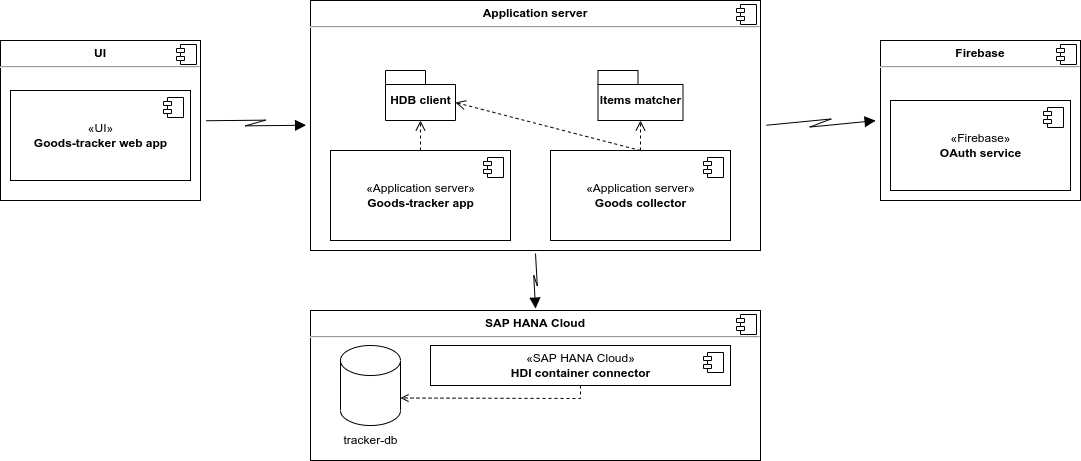 Application server
UI
Firebase
HDB client
Items matcher
«UI»
Goods-tracker web app
«Firebase»
OAuth service
«Application server»
Goods-tracker app
«Application server»
Goods collector
SAP HANA Cloud
«SAP HANA Cloud»
HDI container connector
tracker-db